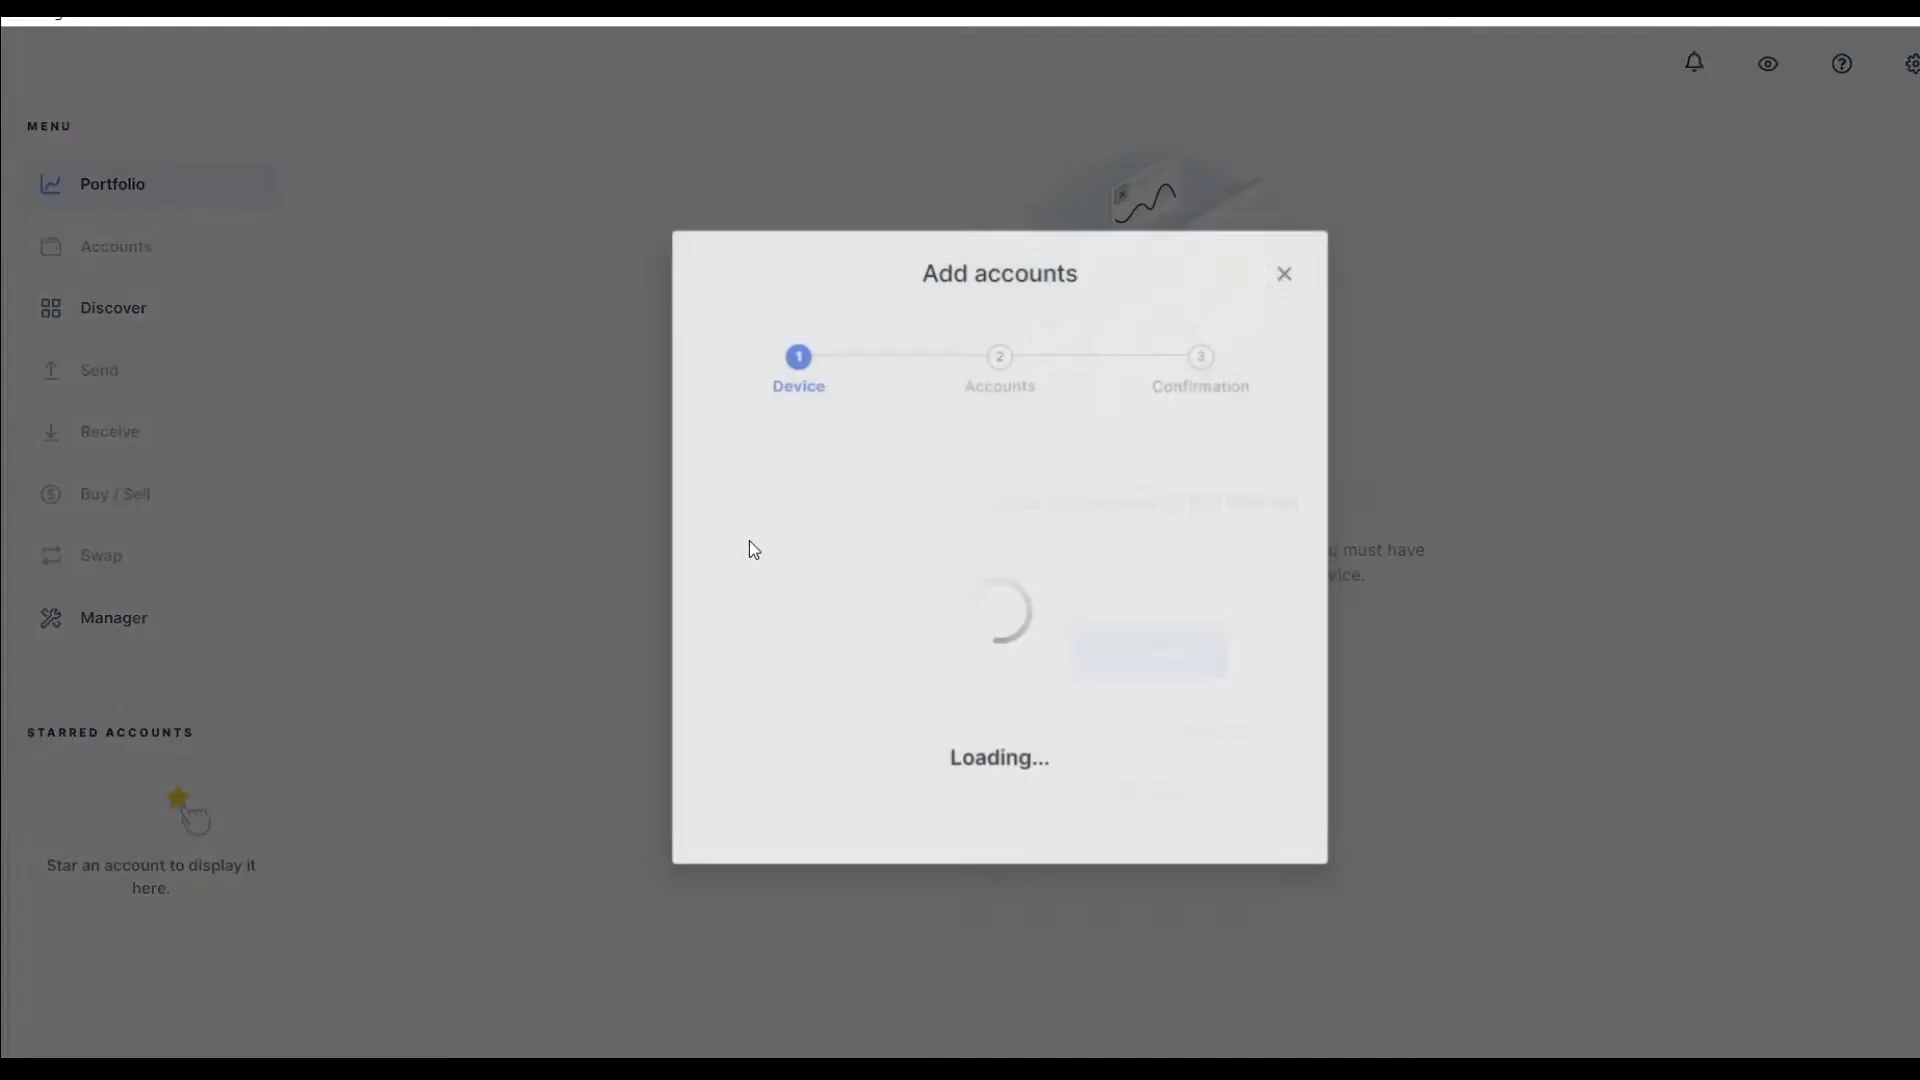 MENU
Portfolio
Accounts
Discover
Send
Receive
Buy / Sell
Swap
Manager
STARRED ACCOUNTS
Star an account to display it
here.
Add accounts
1
2
3
Device
Accounts
Confirmation
Loading...
must have